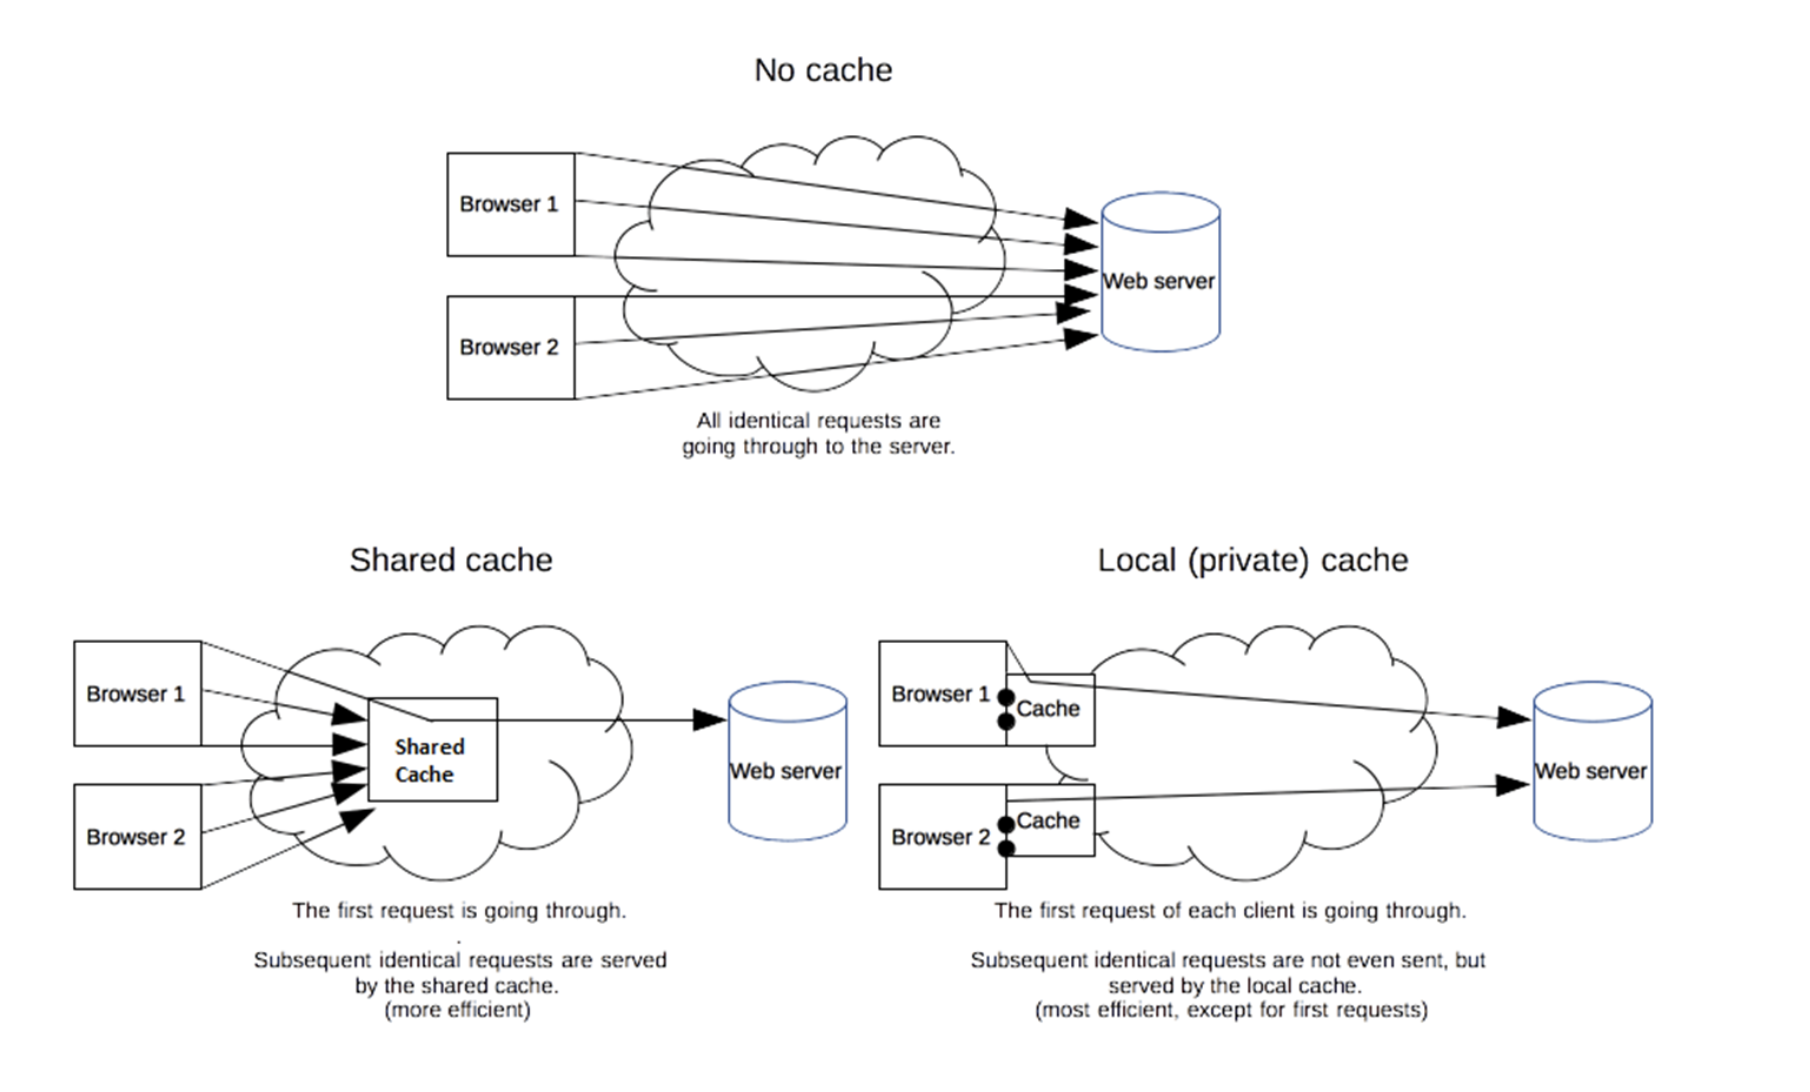 No cache
Browser 1
Browser 2
Web server
All identical requests are
going through to the server.
Shared cache
Browser 1
Browser 2
Shared
Cache
Web server
The first request is going through.
.
Subsequent identical requests are served
by the shared cache.
(more efficient)
Local (private) cache
Browser 1
Cache
Browser 2
Cache
Web server
The first request of each client is going through.
Subsequent identical requests are not even sent, but
served by the local cache.
(most efficient, except for first requests)